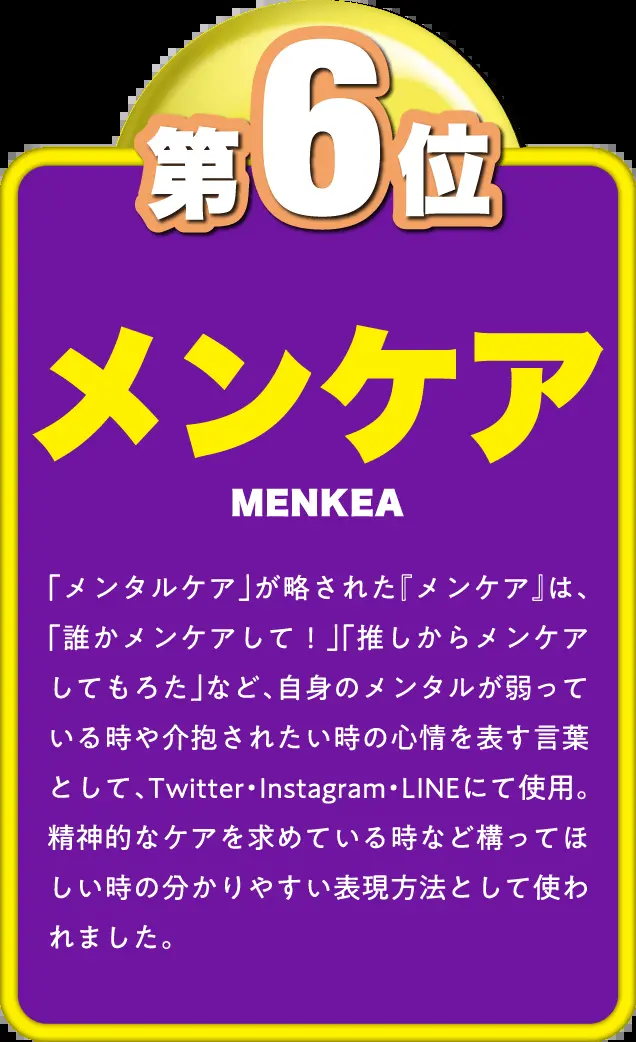 第6位
メンケア
MENKEA
「メンタルケア」が略された『メンケア』は、
「誰かメンケアして！」「推しからメンケア
してもろた」など、自身のメンタルが弱って
いる時や介抱されたい時の心情を表す言葉
として、Twitter・Instagram・LINEにて使用。
精神的なケアを求めている時など構ってほ
しい時の分かりやすい表現方法として使わ
れました。